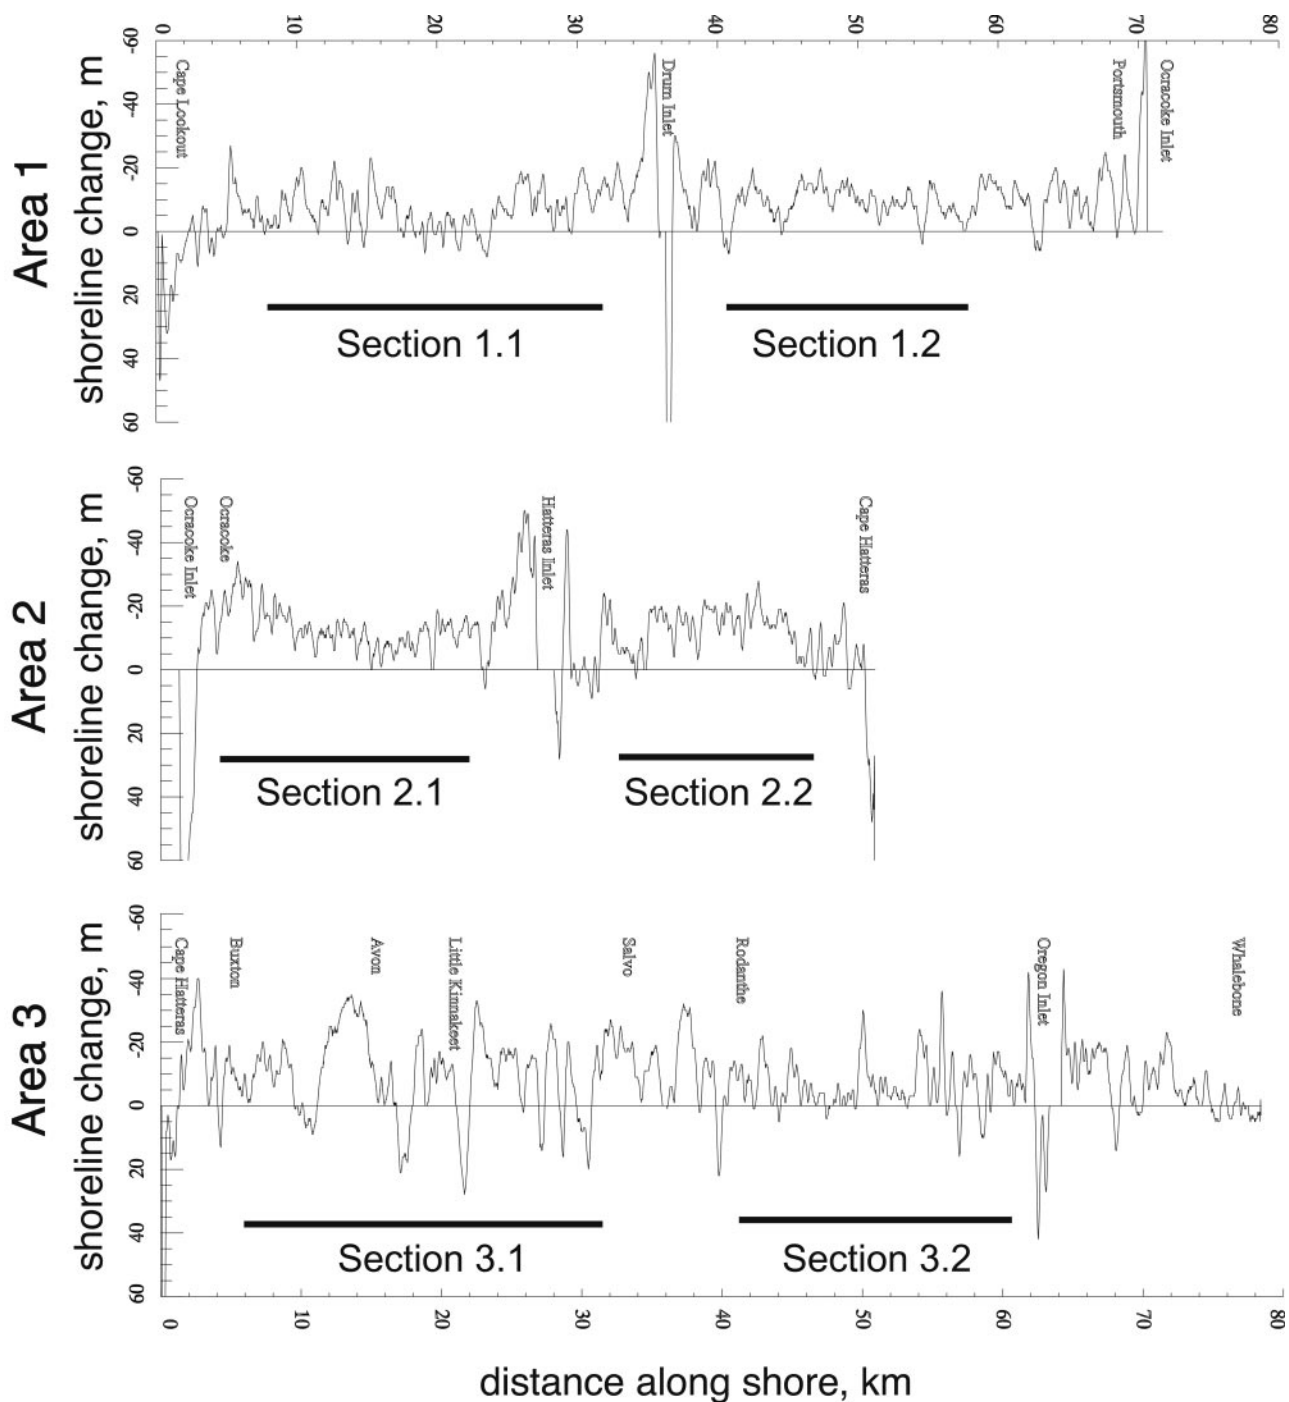 0 10 20 30 40 50 60 70 80
Area 1
shoreline change, m
-60
-40
-20
0
20
40
60
Cape Lookout
Drum Inlet
Portsmouth
Ocracoke Inlet
Section 1.1
Section 1.2
Area 2
shoreline change, m
-60
-40
-20
0
20
40
60
Ocracoke Inlet
Ocracoke
Hatteras Inlet
Cape Hatteras
Section 2.1
Section 2.2
Area 3
shoreline change, m
-60
-40
-20
0
20
40
60
Cape Hatteras
Buxton
Avon
Little Kinnakeet
Salvo
Rodanthe
Oregon Inlet
Whalebone
Section 3.1
Section 3.2
0 10 20 30 40 50 60 70 80
distance along shore, km